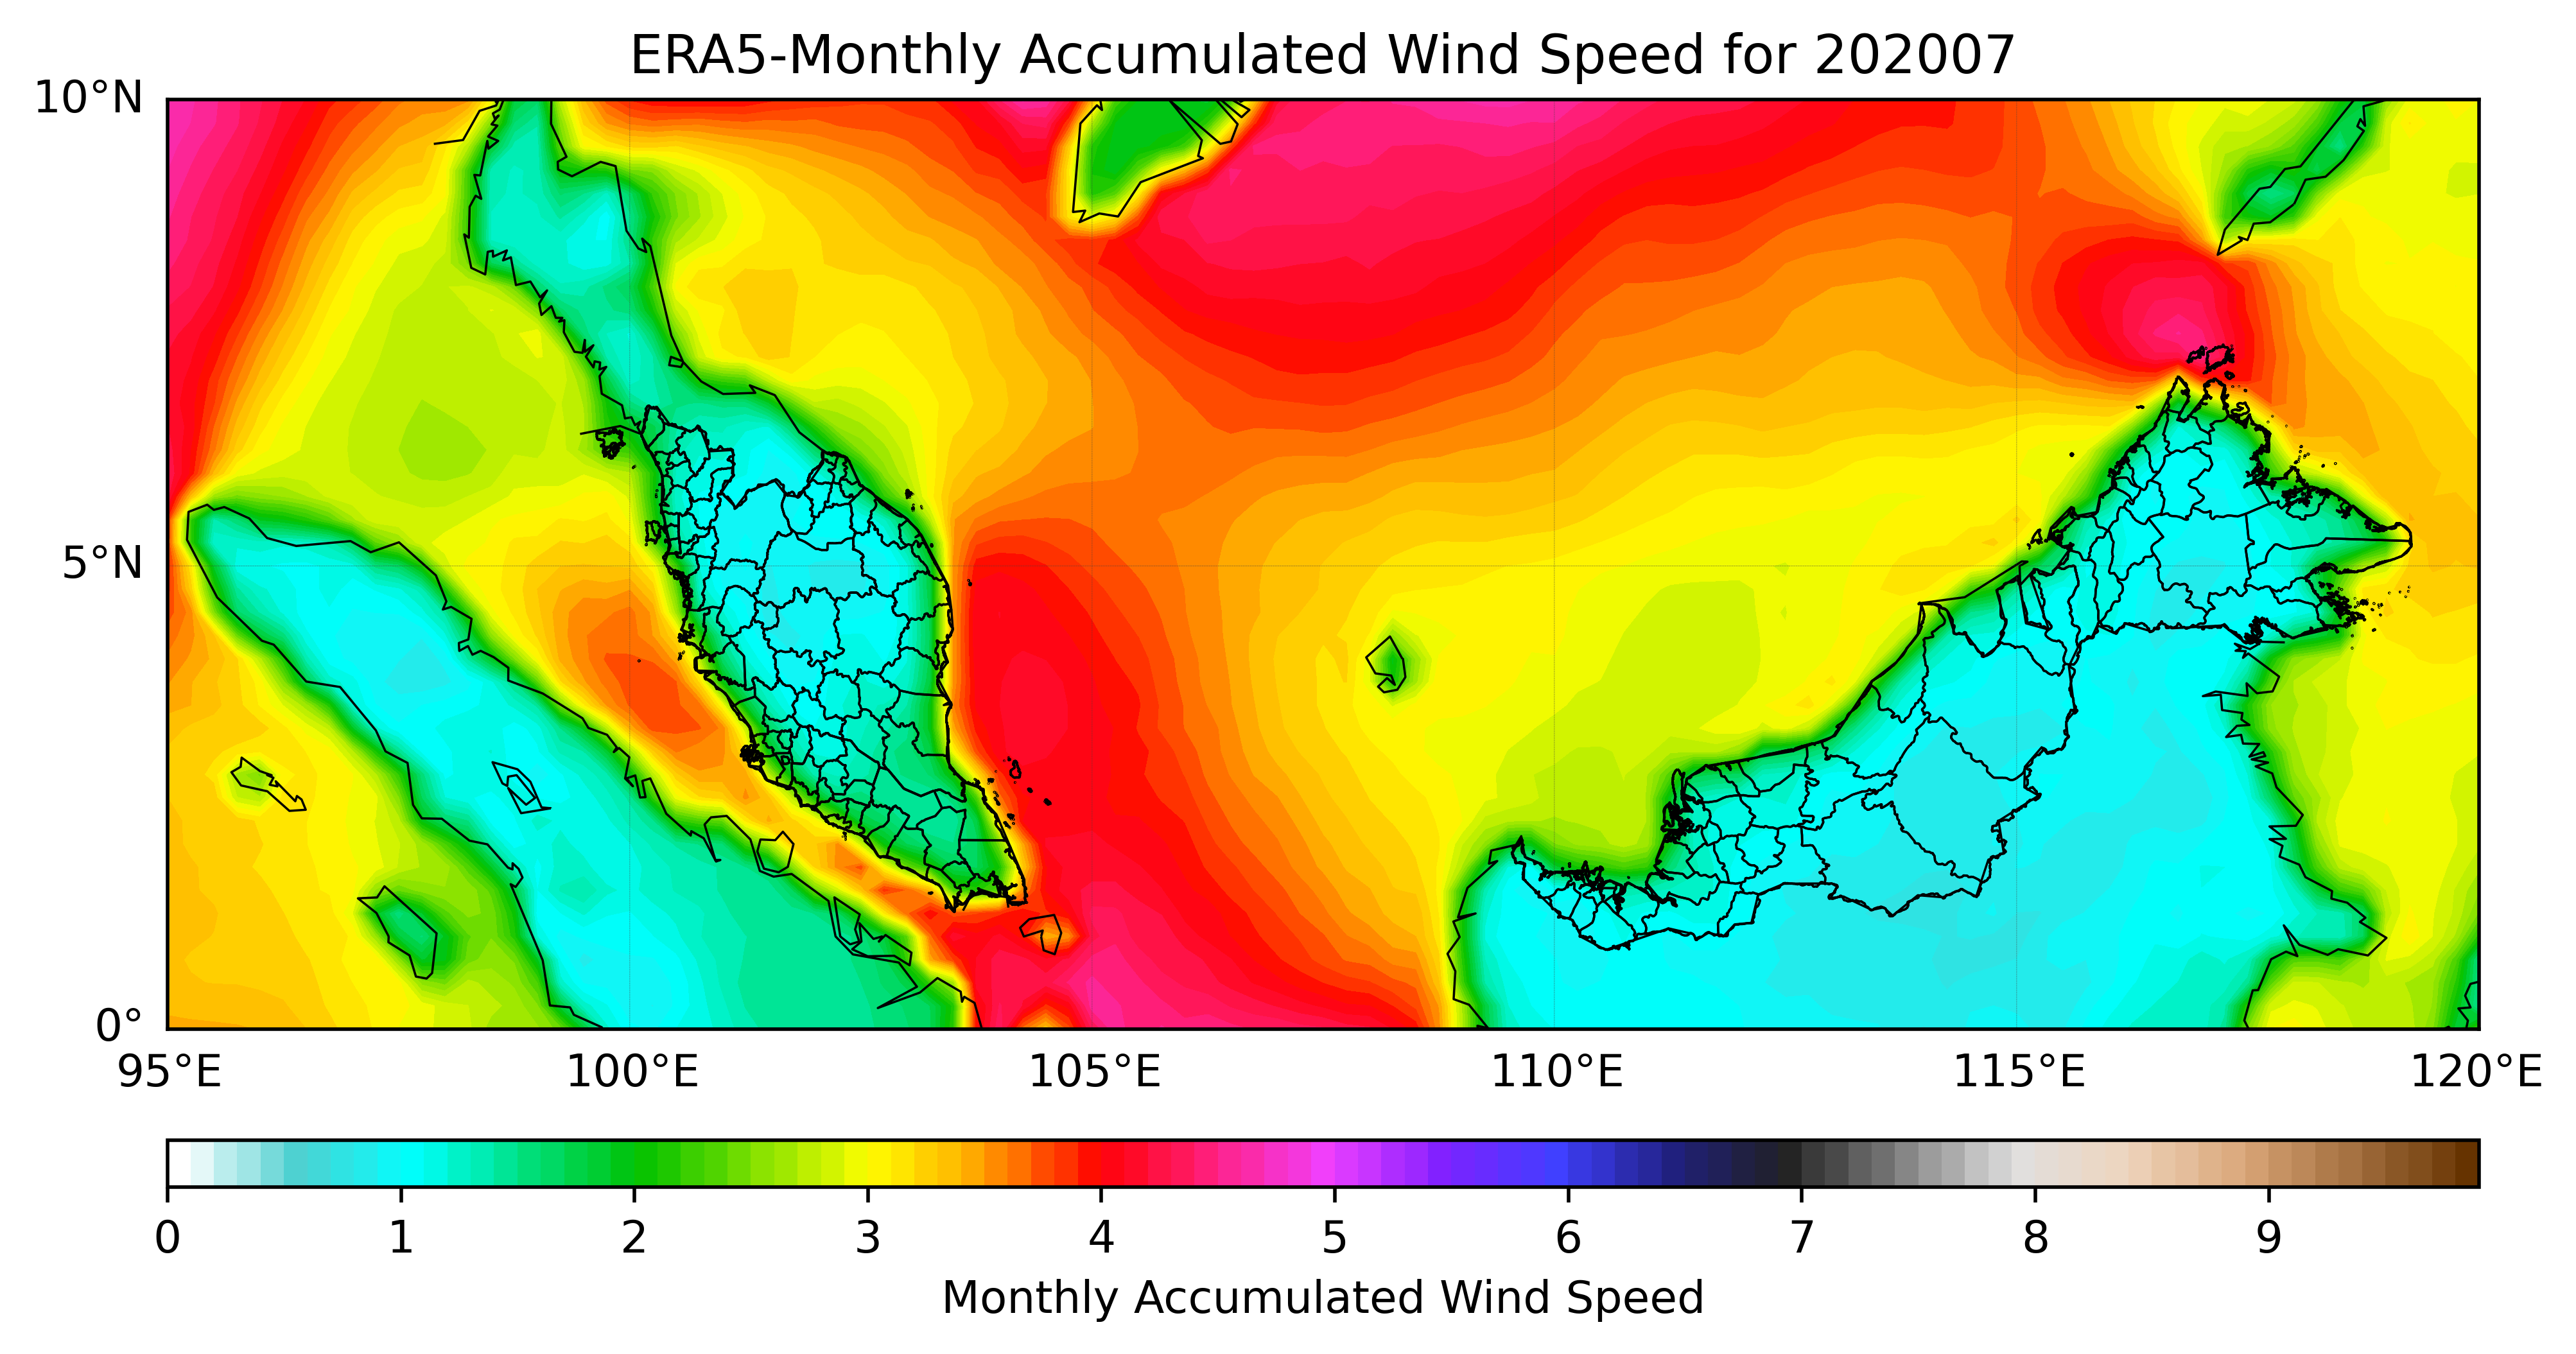 ERA5-Monthly Accumulated Wind Speed for 202007
10°N
5°N
0°
95°E 100°E 105°E 110°E 115°E 120°E
0 1 2 3 4 5 6 7 8 9
Monthly Accumulated Wind Speed